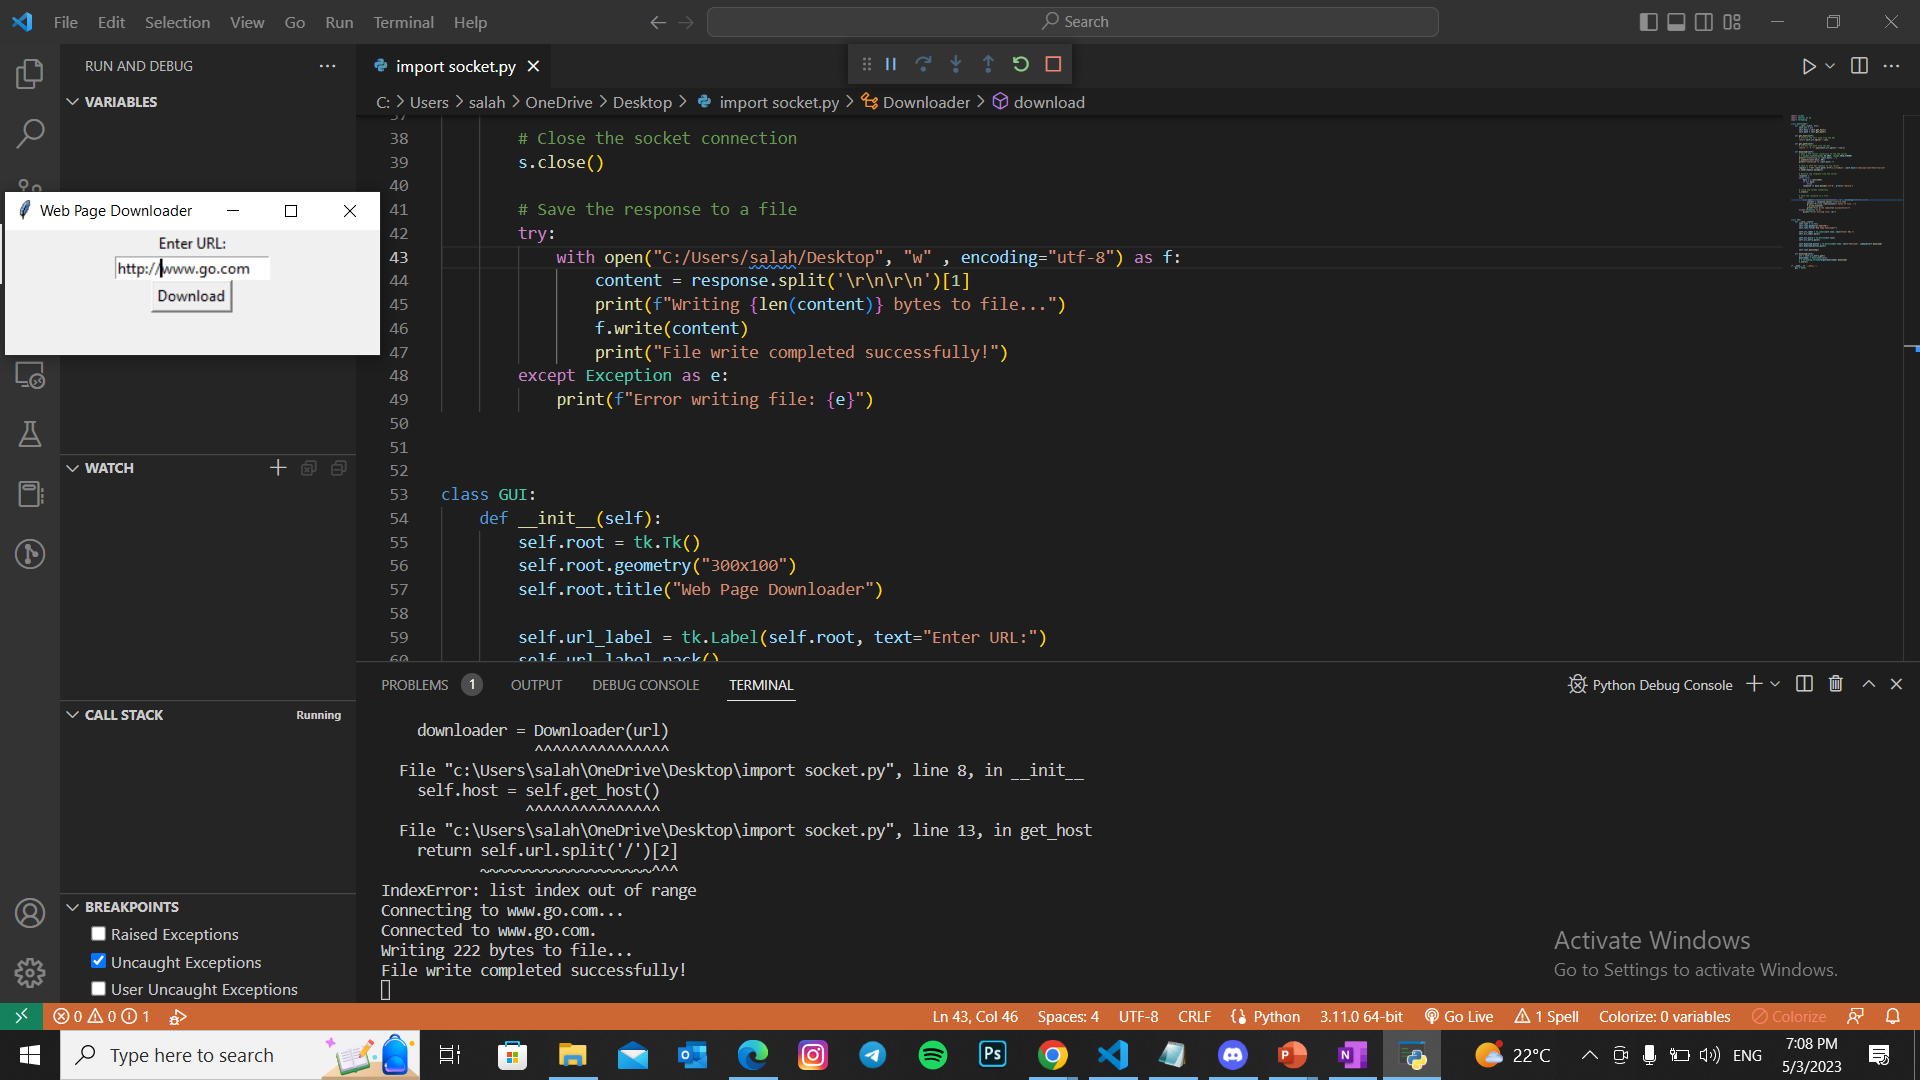 File Edit Selection View Go Run Terminal Help
Search
RUN AND DEBUG
import socket.py
VARIABLES
C: > Users > salah > OneDrive > Desktop > import socket.py > Downloader > download
37
38 # Close the socket connection
39 s.close()
40
41 # Save the response to a file
42 try:
43 with open("C:/Users/salah/Desktop", "w" , encoding="utf-8") as f:
44 content = response.split('\r\n\r\n')[1]
45 print(f"Writing {len(content)} bytes to file...")
46 f.write(content)
47 print("File write completed successfully!")
48 except Exception as e:
49 print(f"Error writing file: {e}")
50
51
52
53 class GUI:
54 def __init__(self):
55 self.root = tk.Tk()
56 self.root.geometry("300x100")
57 self.root.title("Web Page Downloader")
58
59 self.url_label = tk.Label(self.root, text="Enter URL:")
60 self.url_label.pack()
Web Page Downloader
Enter URL:
http://www.go.com
Download
WATCH
CALL STACK Running
BREAKPOINTS
Raised Exceptions
Uncaught Exceptions
User Uncaught Exceptions
PROBLEMS 1 OUTPUT DEBUG CONSOLE TERMINAL
Python Debug Console
downloader = Downloader(url)
^^^^^^^^^^^^^^^
File "c:\Users\salah\OneDrive\Desktop\import socket.py", line 8, in __init__
self.host = self.get_host()
^^^^^^^^^^^^^^^
File "c:\Users\salah\OneDrive\Desktop\import socket.py", line 13, in get_host
return self.url.split('/')[2]
~~~~~~~~~~~~~~~~~~~^^^
IndexError: list index out of range
Connecting to www.go.com...
Connected to www.go.com.
Writing 222 bytes to file...
File write completed successfully!
Activate Windows
Go to Settings to activate Windows.
0 0 1
Ln 43, Col 46 Spaces: 4 UTF-8 CRLF Python 3.11.0 64-bit Go Live 1 Spell Colorize: 0 variables Colorize
Type here to search
Ps
22°C
ENG
7:08 PM
5/3/2023